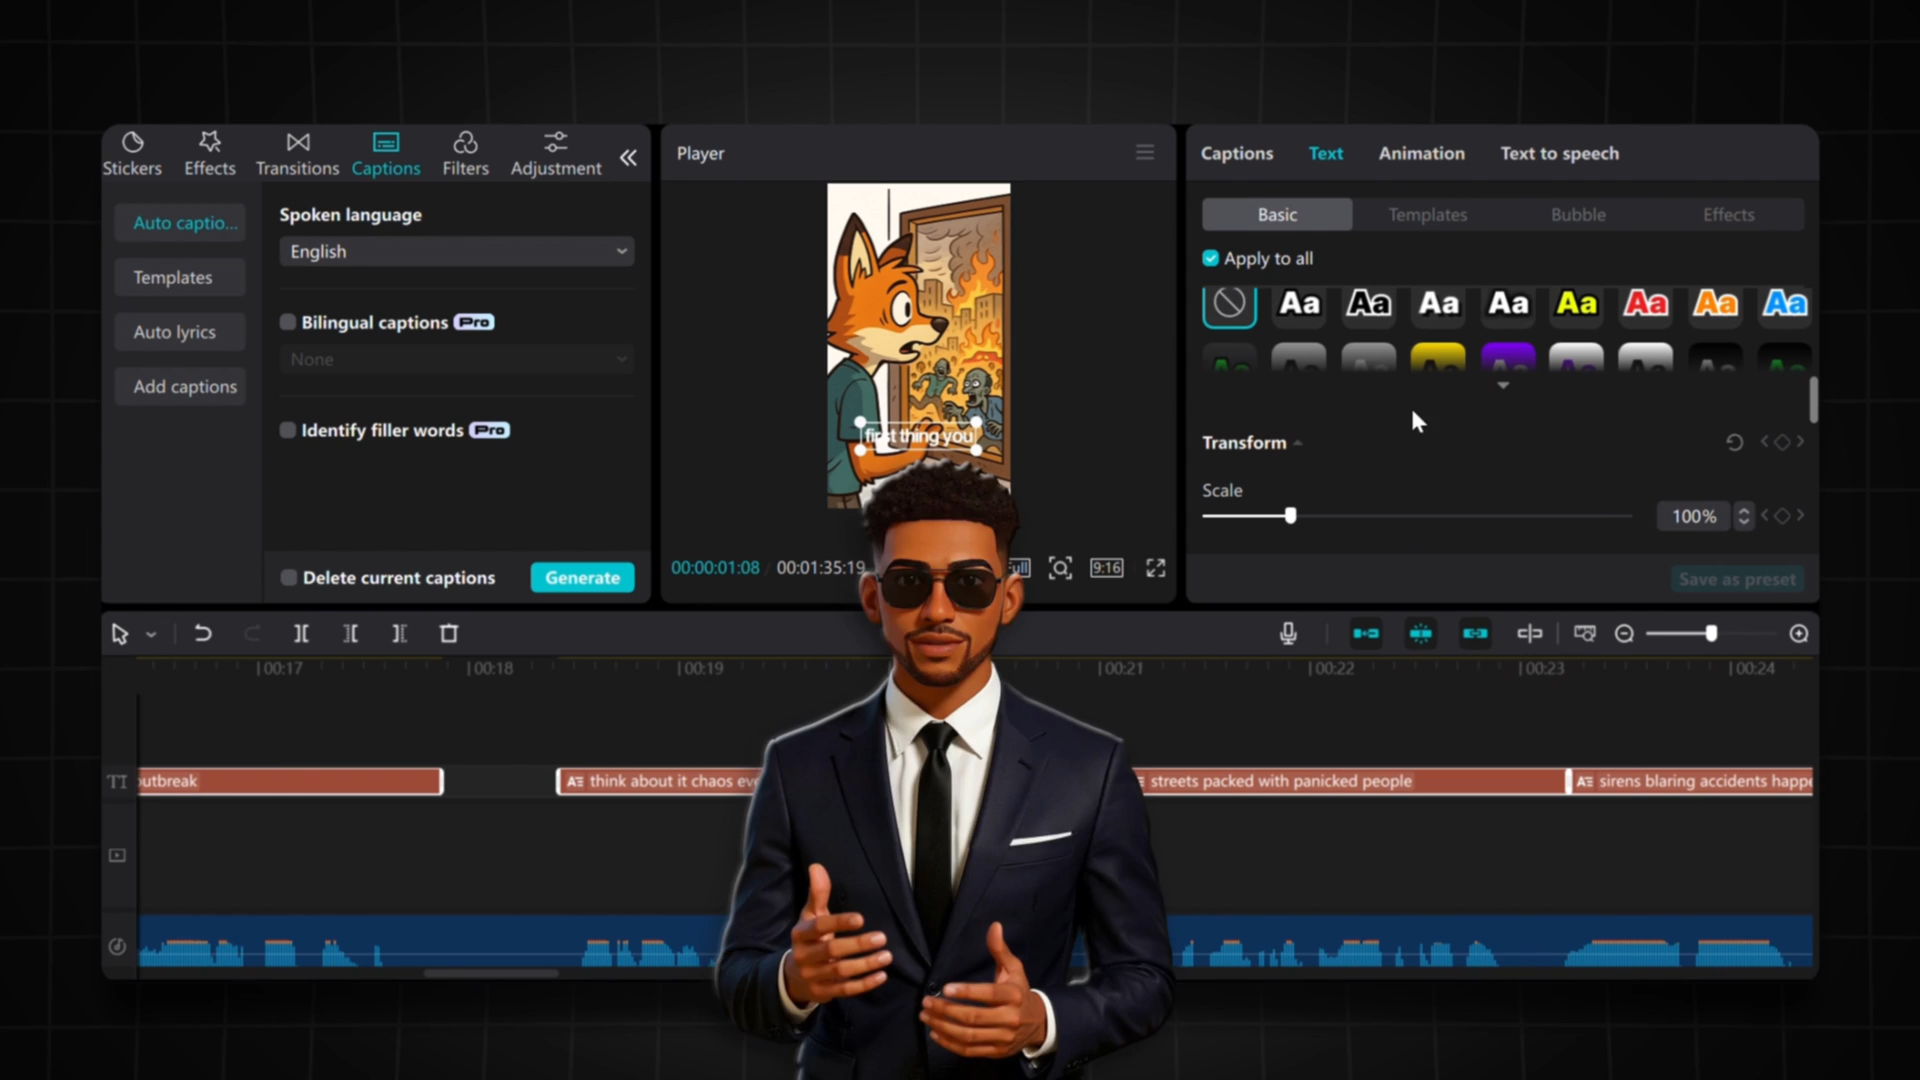 Stickers
Effects
Transitions
Captions
Filters
Adjustment
Auto captio...
Templates
Auto lyrics
Add captions
Spoken language
English
Bilingual captions Pro
None
Identify filler words Pro
Delete current captions
Generate
Player
first thing you
00:00:01:08
00:01:35:19
9:16
Captions
Text
Animation
Text to speech
Basic
Templates
Bubble
Effects
Apply to all
Aa Aa Aa Aa Aa Aa Aa Aa
Transform
Scale
100%
Save as preset
00:17
00:18
00:19
00:21
00:22
00:23
00:24
TI
utbreak
think about it chaos eve
streets packed with panicked people
sirens blaring accidents happe